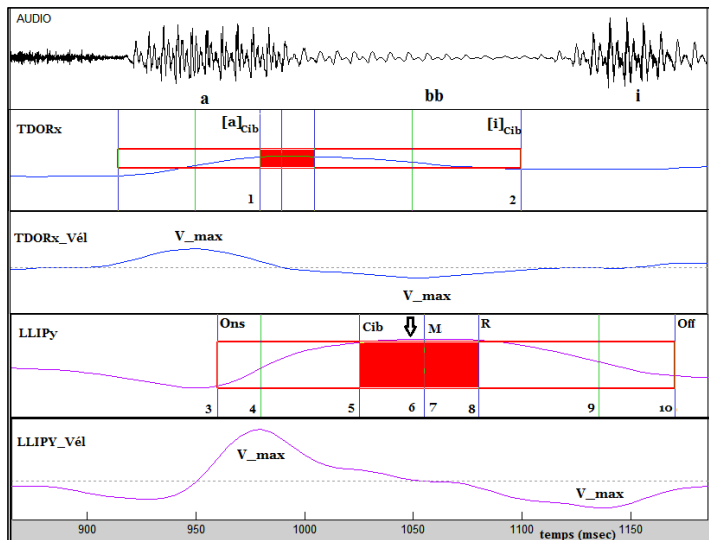 AUDIO
a bb i
TDORx
[a]Cib [i]Cib
1 2
TDORx_Vél
V_max
V_max
LLIPy
Ons Cib M R Off
3 4 5 6 7 8 9 10
LLIPY_Vél
V_max
V_max
900 950 1000 1050 1100 1150
temps (msec)